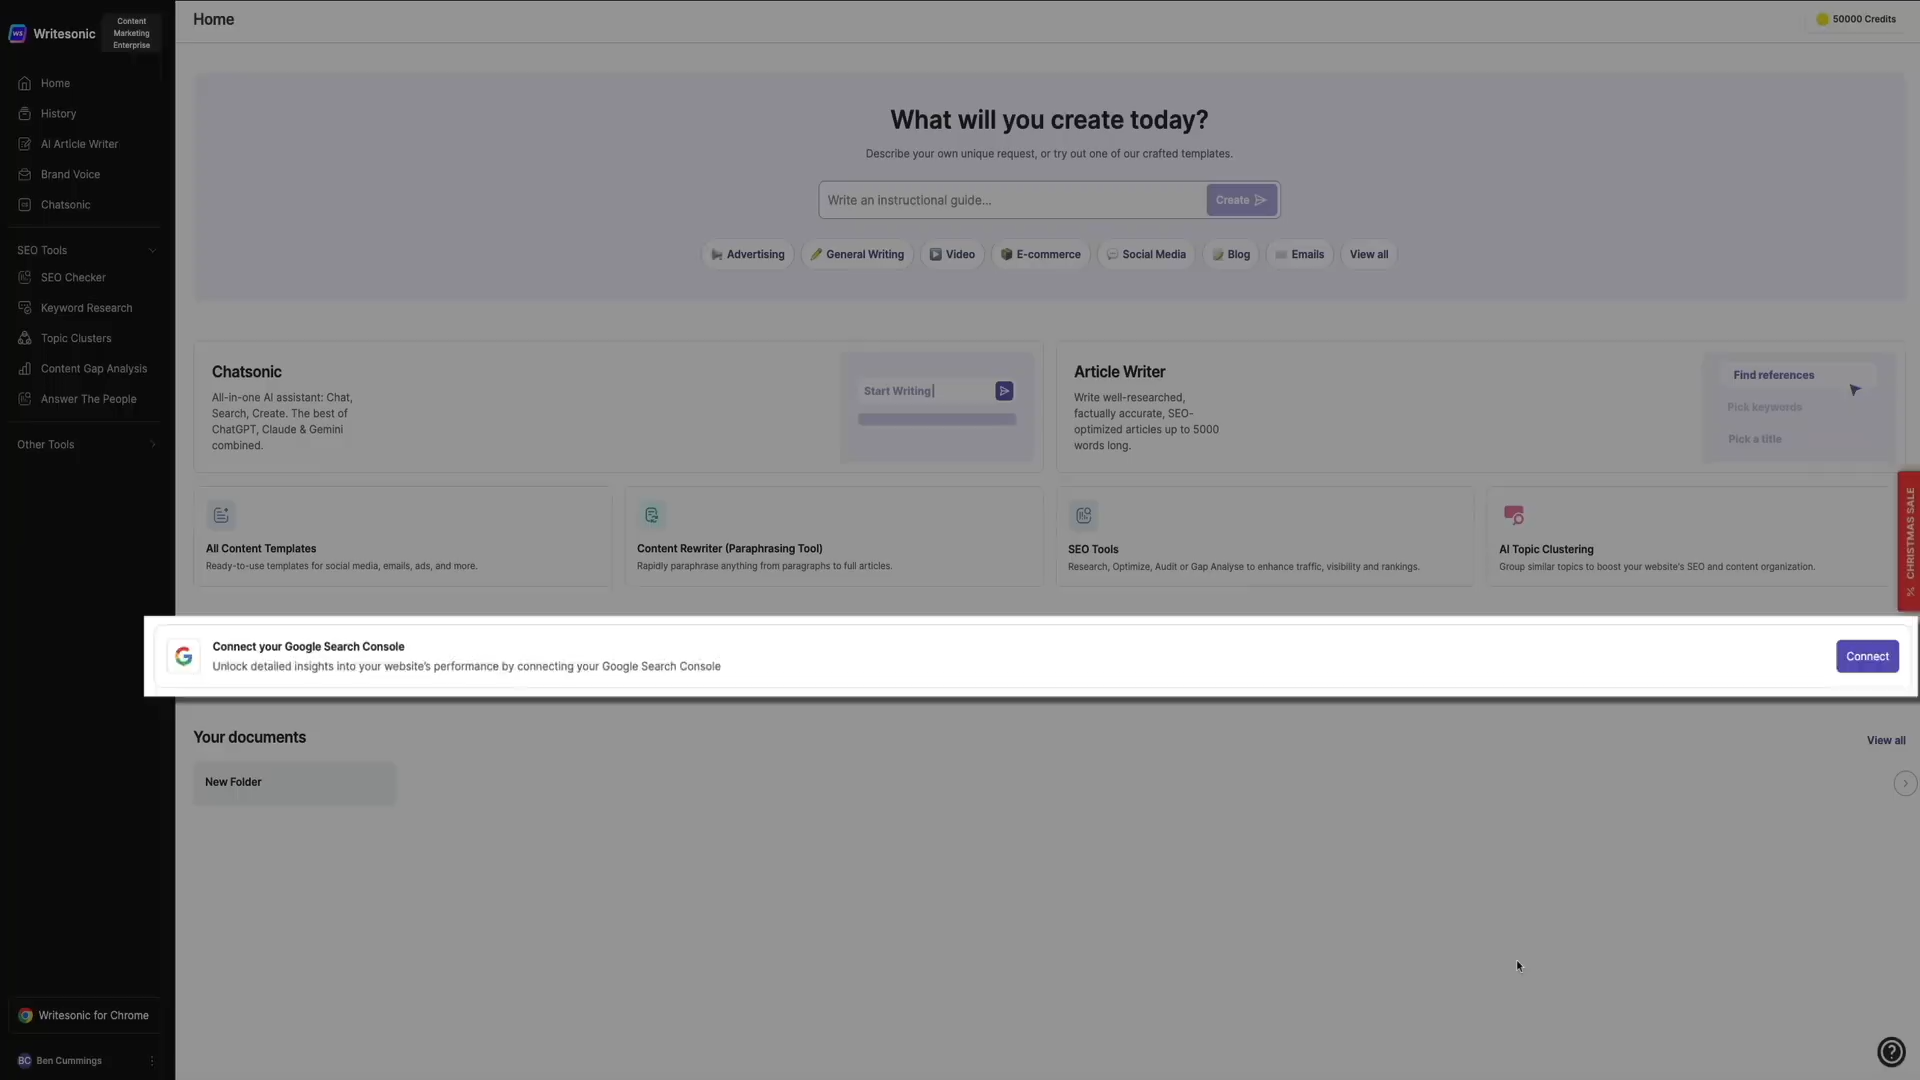 Writesonic
Content
Marketing
Enterprise
Home
History
AI Article Writer
Brand Voice
Chatsonic
SEO Tools
SEO Checker
Keyword Research
Topic Clusters
Content Gap Analysis
Answer The People
Other Tools
Writesonic for Chrome
BC Ben Cummings
Home
50000 Credits
What will you create today?
Describe your own unique request, or try out one of our crafted templates.
Write an instructional guide...
Create
Advertising
General Writing
Video
E-commerce
Social Media
Blog
Emails
View all
Chatsonic
All-in-one AI assistant: Chat,
Search, Create. The best of
ChatGPT, Claude & Gemini
combined.
Start Writing
Article Writer
Write well-researched,
factually accurate, SEO-
optimized articles up to 5000
words long.
Find references
Pick keywords
Pick a title
All Content Templates
Ready-to-use templates for social media, emails, ads, and more.
Content Rewriter (Paraphrasing Tool)
Rapidly paraphrase anything from paragraphs to full articles.
SEO Tools
Research, Optimize, Audit or Gap Analyse to enhance traffic, visibility and rankings.
AI Topic Clustering
Group similar topics to boost your website's SEO and content organization.
% CHRISTMAS SALE
Connect your Google Search Console
Unlock detailed insights into your website's performance by connecting your Google Search Console
Connect
Your documents
View all
New Folder